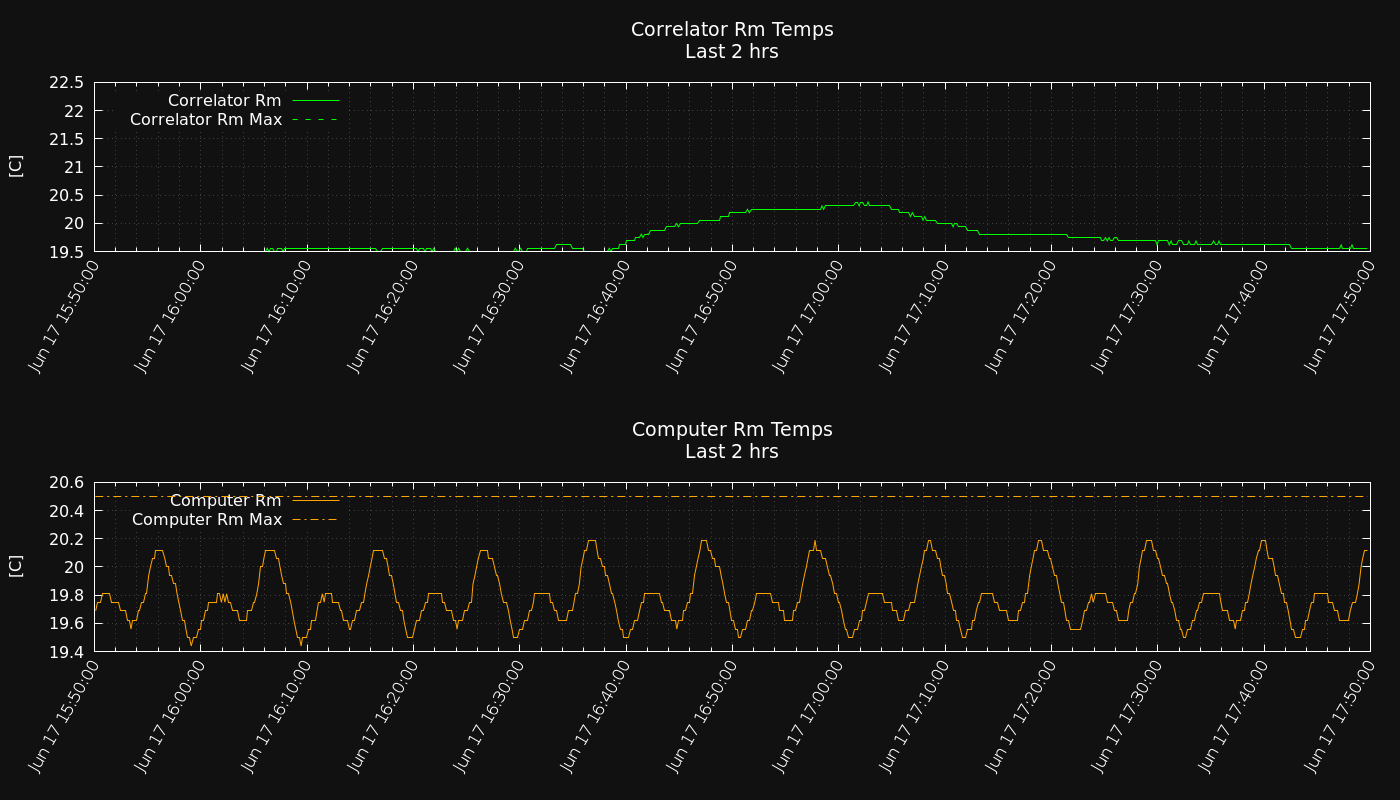 Correlator Rm Temps
Last 2 hrs
22.5
22
21.5
21
20.5
20
19.5
[C]
Correlator Rm
Correlator Rm Max
Jun 17 15:50:00
Jun 17 16:00:00
Jun 17 16:10:00
Jun 17 16:20:00
Jun 17 16:30:00
Jun 17 16:40:00
Jun 17 16:50:00
Jun 17 17:00:00
Jun 17 17:10:00
Jun 17 17:20:00
Jun 17 17:30:00
Jun 17 17:40:00
Jun 17 17:50:00
Computer Rm Temps
Last 2 hrs
20.6
20.4
20.2
20
19.8
19.6
19.4
[C]
Computer Rm
Computer Rm Max
Jun 17 15:50:00
Jun 17 16:00:00
Jun 17 16:10:00
Jun 17 16:20:00
Jun 17 16:30:00
Jun 17 16:40:00
Jun 17 16:50:00
Jun 17 17:00:00
Jun 17 17:10:00
Jun 17 17:20:00
Jun 17 17:30:00
Jun 17 17:40:00
Jun 17 17:50:00